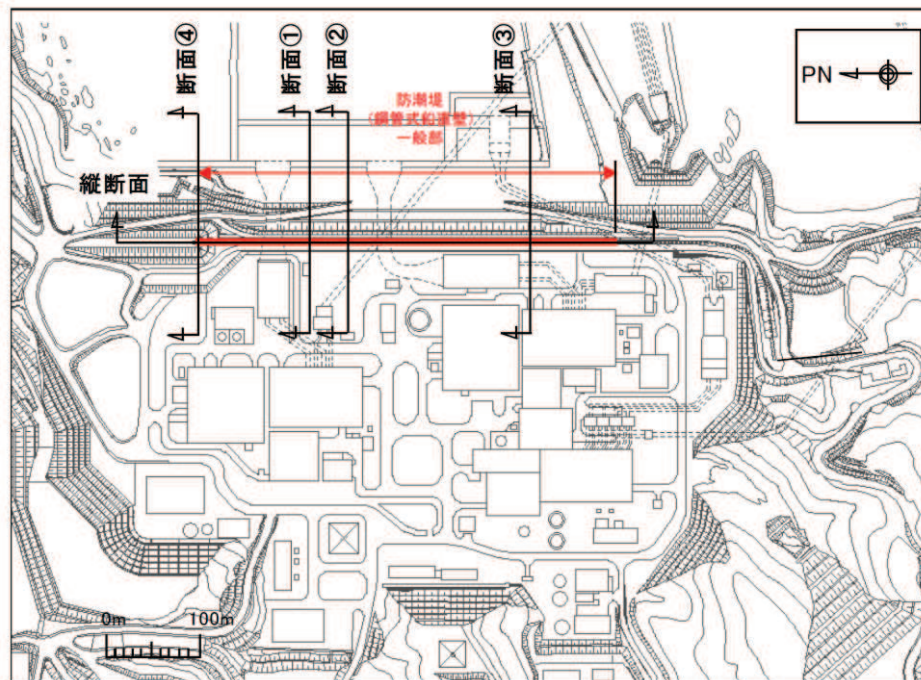 断面④
断面①
断面②
断面③
PN
防潮堤
(鋼管式鉛直壁)
一般部
縦断面
0m
100m